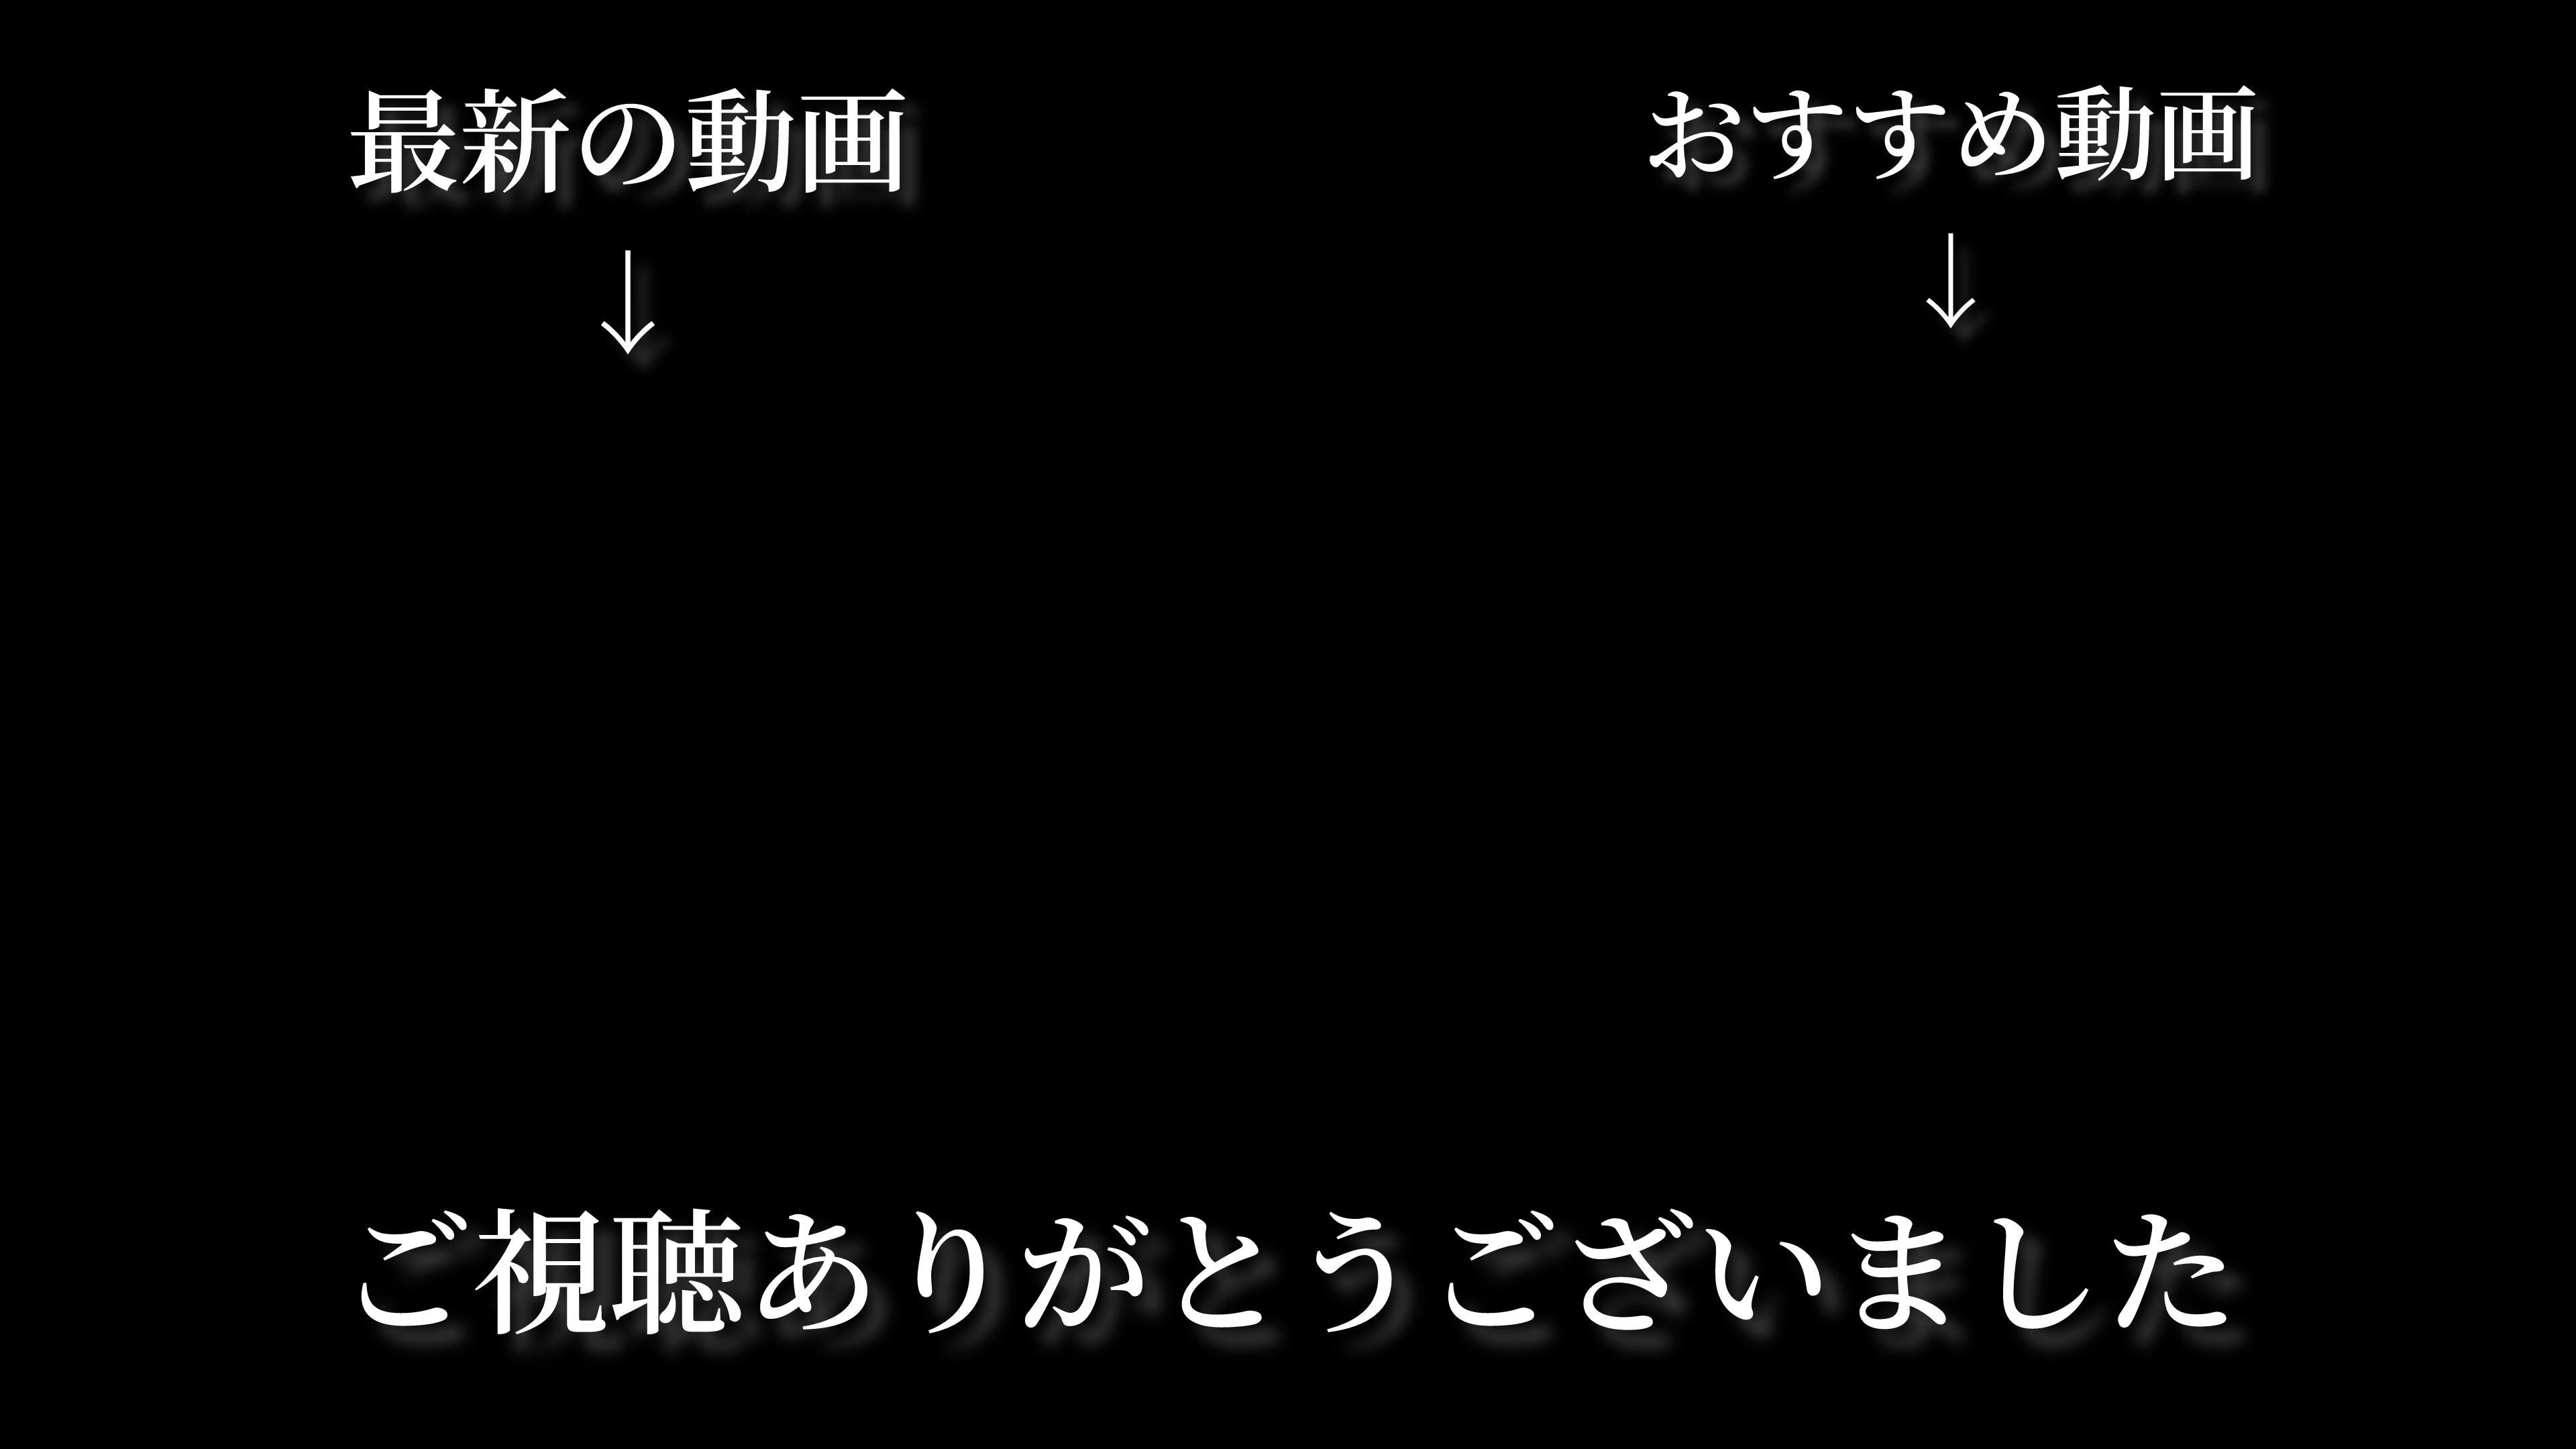 最新の動画
↓
おすすめ動画
↓
ご視聴ありがとうございました